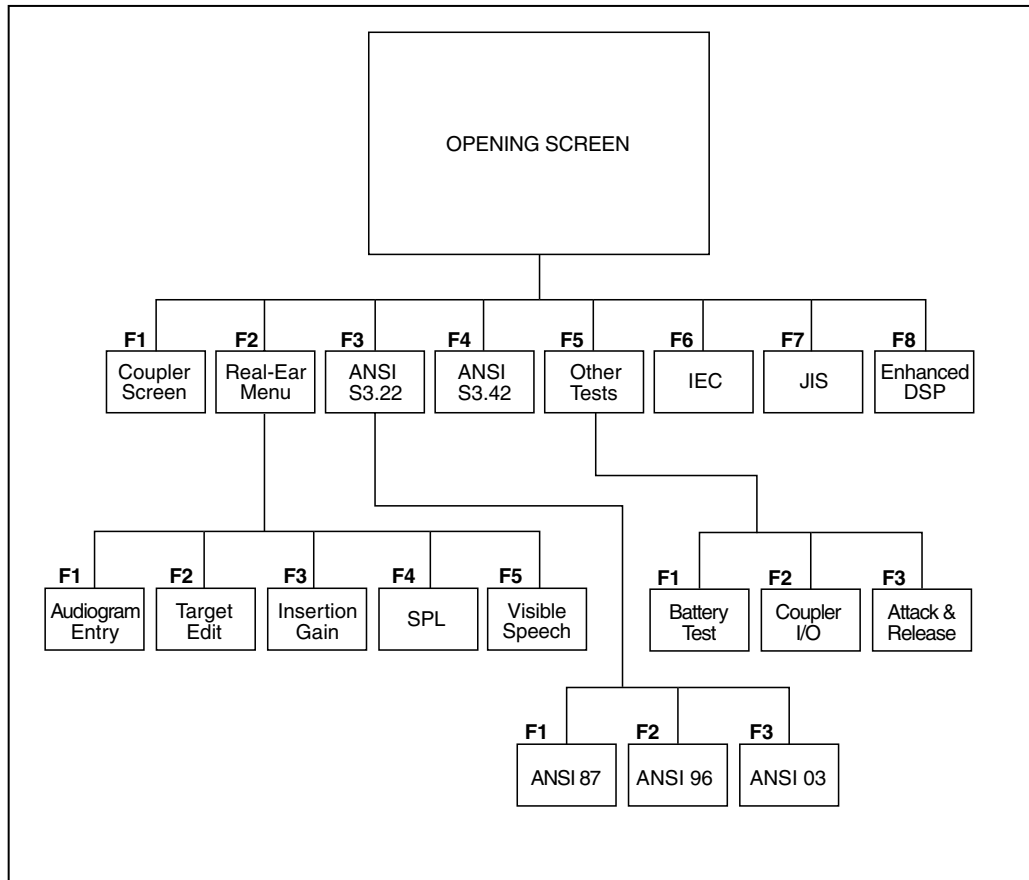 OPENING SCREEN
F1
Coupler
Screen
F2
Real-Ear
Menu
F3
ANSI
S3.22
F4
ANSI
S3.42
F5
Other
Tests
F6
IEC
F7
JIS
F8
Enhanced
DSP
F1
Audiogram
Entry
F2
Target
Edit
F3
Insertion
Gain
F4
SPL
F5
Visible
Speech
F1
Battery
Test
F2
Coupler
I/O
F3
Attack &
Release
F1
ANSI 87
F2
ANSI 96
F3
ANSI 03